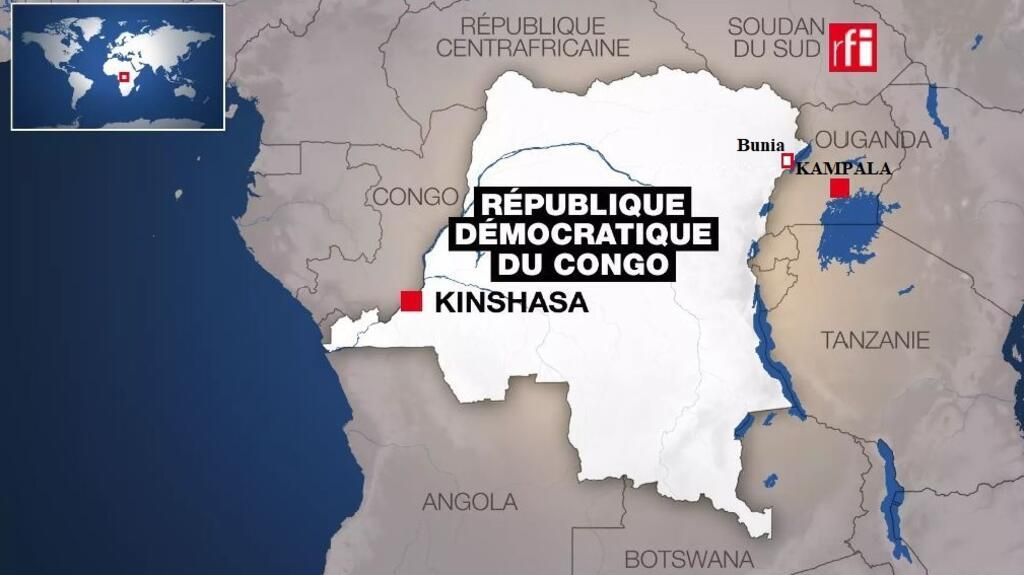 RÉPUBLIQUE
CENTRAFRICAINE
SOUDAN
DU SUD
rfi
Bunia
OUGANDA
KAMPALA
CONGO
RÉPUBLIQUE
DÉMOCRATIQUE
DU CONGO
KINSHASA
TANZANIE
ANGOLA
BOTSWANA